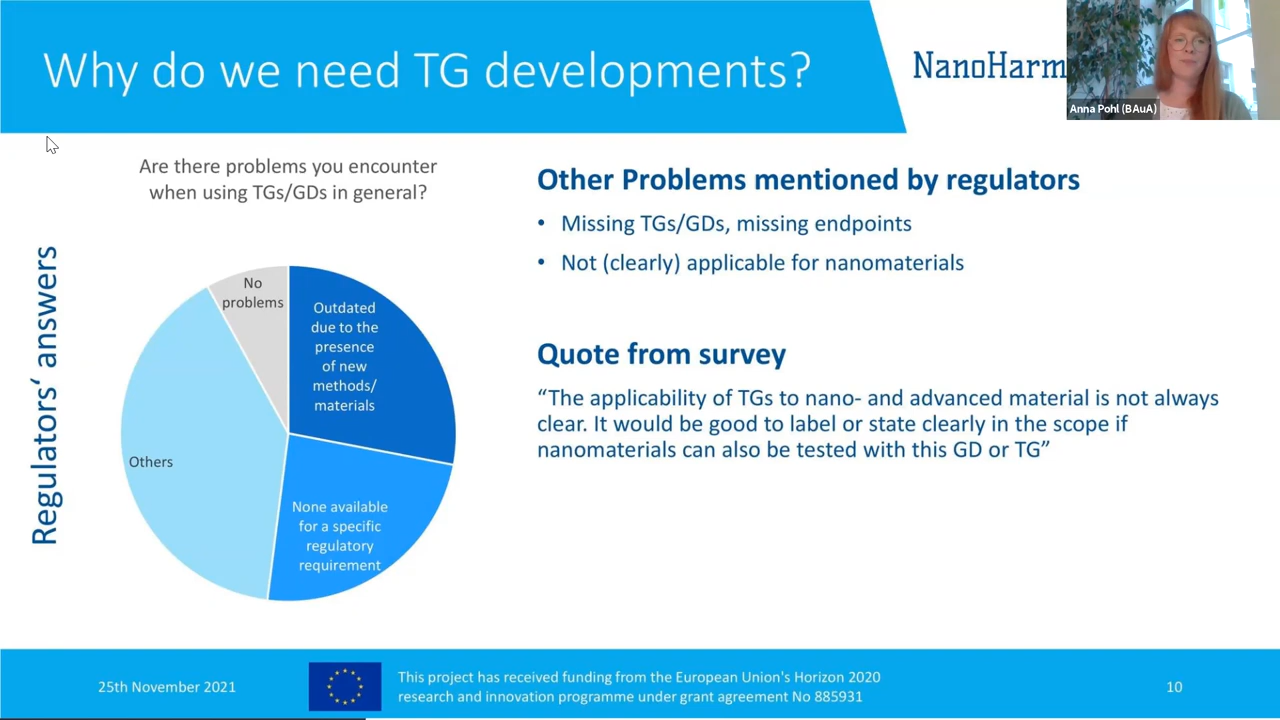 Why do we need TG developments?
NanoHarm
Anna Pohl (BAuA)
Are there problems you encounter
when using TGs/GDs in general?
Regulators‘ answers
No
problems
Outdated
due to the
presence
of new
methods/
materials
Others
None available
for a specific
regulatory
requirement
Other Problems mentioned by regulators
• Missing TGs/GDs, missing endpoints
• Not (clearly) applicable for nanomaterials
Quote from survey
“The applicability of TGs to nano- and advanced material is not always
clear. It would be good to label or state clearly in the scope if
nanomaterials can also be tested with this GD or TG”
25th November 2021
This project has received funding from the European Union's Horizon 2020
research and innovation programme under grant agreement No 885931
10